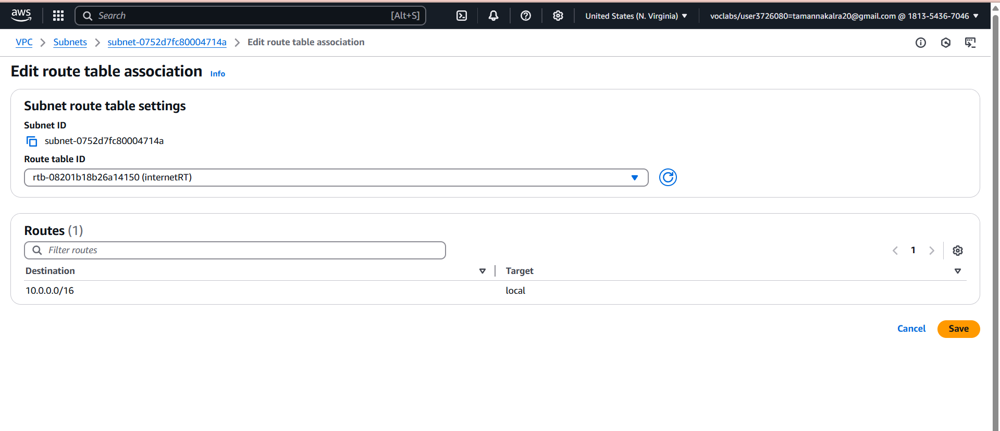 aws
Search [Alt+S] United States (N. Virginia) voclabs/user3726080=tamannakalra20@gmail.com @ 1813-5436-7046
VPC Subnets subnet-0752d7fc80004714a Edit route table association
Edit route table association Info
Subnet route table settings
Subnet ID
subnet-0752d7fc80004714a
Route table ID
rtb-08201b18b26a14150 (internetRT)
Routes (1)
Filter routes 1
Destination Target
10.0.0.0/16 local
Cancel Save